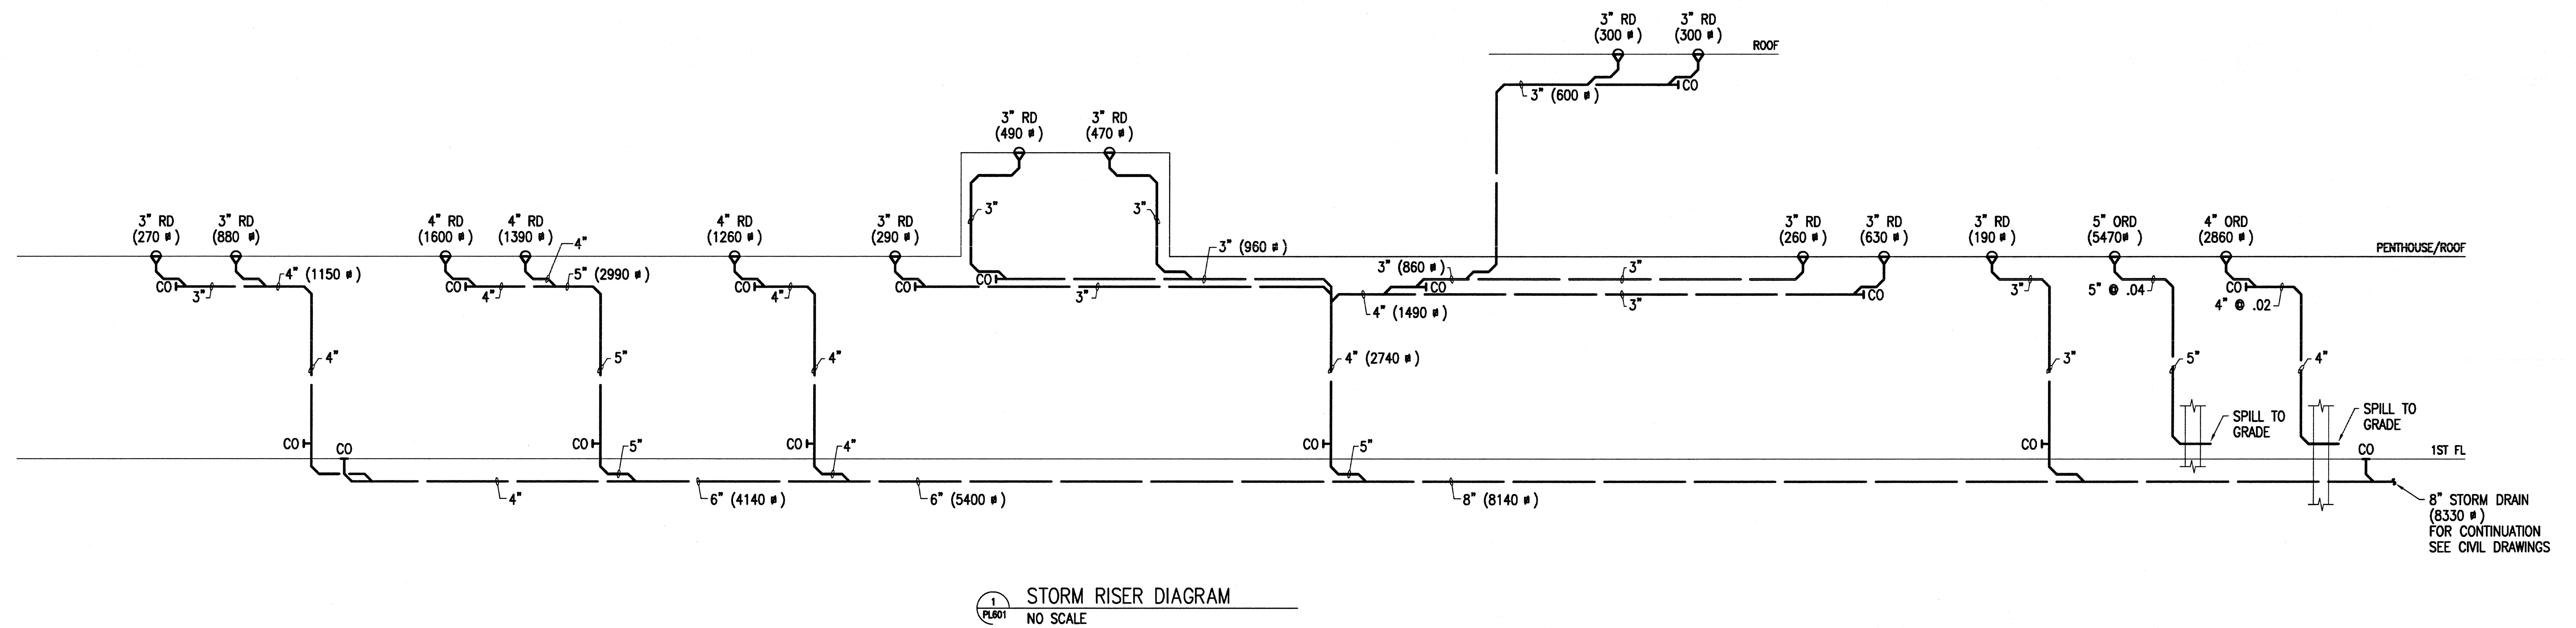 3" RD
(300 ⌀)
3" RD
(300 ⌀)
ROOF
3" (600 ⌀)
CO
3" RD
(490 ⌀)
3" RD
(470 ⌀)
3"
3"
3" RD
(270 ⌀)
3" RD
(880 ⌀)
4" RD
(1600 ⌀)
4" RD
(1390 ⌀)
4" RD
(1260 ⌀)
3" RD
(290 ⌀)
3" RD
(260 ⌀)
3" RD
(630 ⌀)
3" RD
(190 ⌀)
5" ORD
(5470⌀)
4" ORD
(2860 ⌀)
PENTHOUSE/ROOF
4"
3" (960 ⌀)
4" (1150 ⌀)
5" (2990 ⌀)
3" (860 ⌀)
3"
CO
3"
CO
4"
CO
4"
CO
CO
3"
CO
3"
CO
4" (1490 ⌀)
3"
5" @ .04
CO
4" @ .02
4"
5"
4"
4" (2740 ⌀)
3"
5"
4"
SPILL TO
GRADE
SPILL TO
GRADE
CO
CO
CO
CO
CO
CO
5"
4"
5"
CO
1ST FL
4"
6" (4140 ⌀)
6" (5400 ⌀)
8" (8140 ⌀)
8" STORM DRAIN
(8330 ⌀)
FOR CONTINUATION
SEE CIVIL DRAWINGS
1
PL601
STORM RISER DIAGRAM
NO SCALE